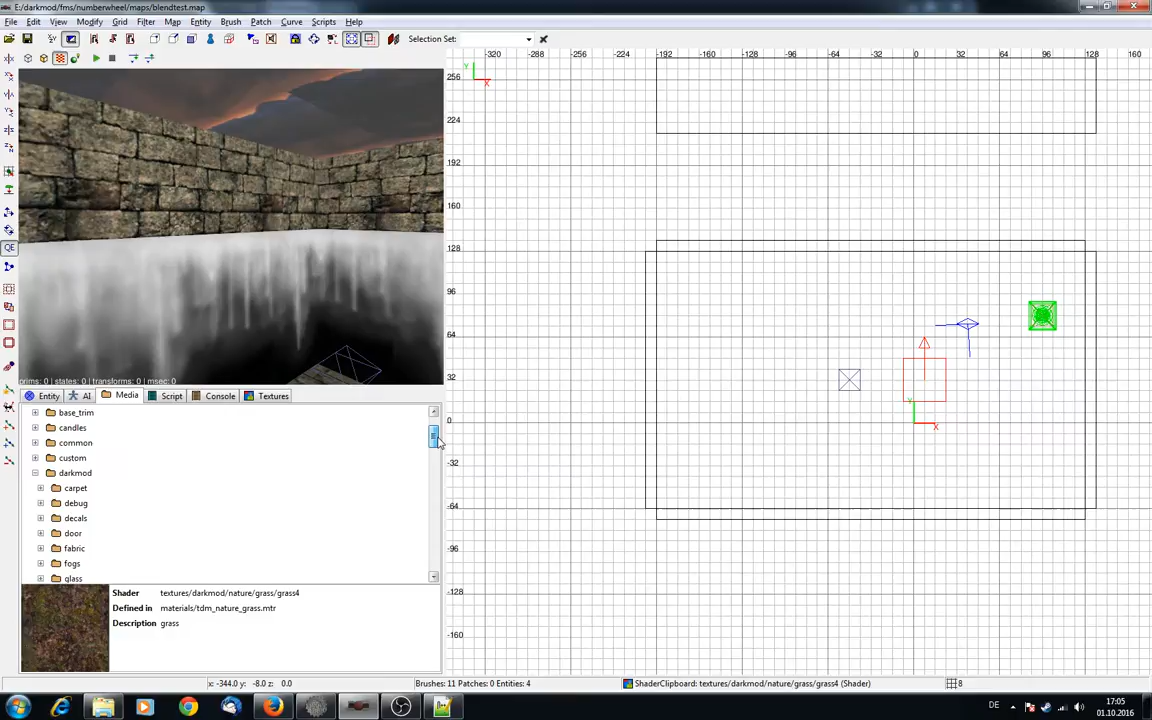 E:/darkmod/fms/numberwheel/maps/blendtest.map
File Edit View Modify Grid Filter Map Entity Brush Patch Curve Scripts Help
Selection Set:
-320 -288 -256 -224 -192 -160 -128 -96 -64 -32 0 32 64 96 128 160
256
224
192
160
128
96
64
32
0
-32
-64
-96
-128
-160
Y
X
Y
X
QE
prims: 0 | states: 0 | transforms: 0 | msec: 0
Entity AI Media Script Console Textures
base_trim
candles
common
custom
darkmod
carpet
debug
decals
door
fabric
fogs
glass
Shader textures/darkmod/nature/grass/grass4
Defined in materials/tdm_nature_grass.mtr
Description grass
x: -344.0 y: -8.0 z: 0.0
Brushes: 11 Patches: 0 Entities: 4
ShaderClipboard: textures/darkmod/nature/grass/grass4 (Shader)
8
DE
17:05
01.10.2016